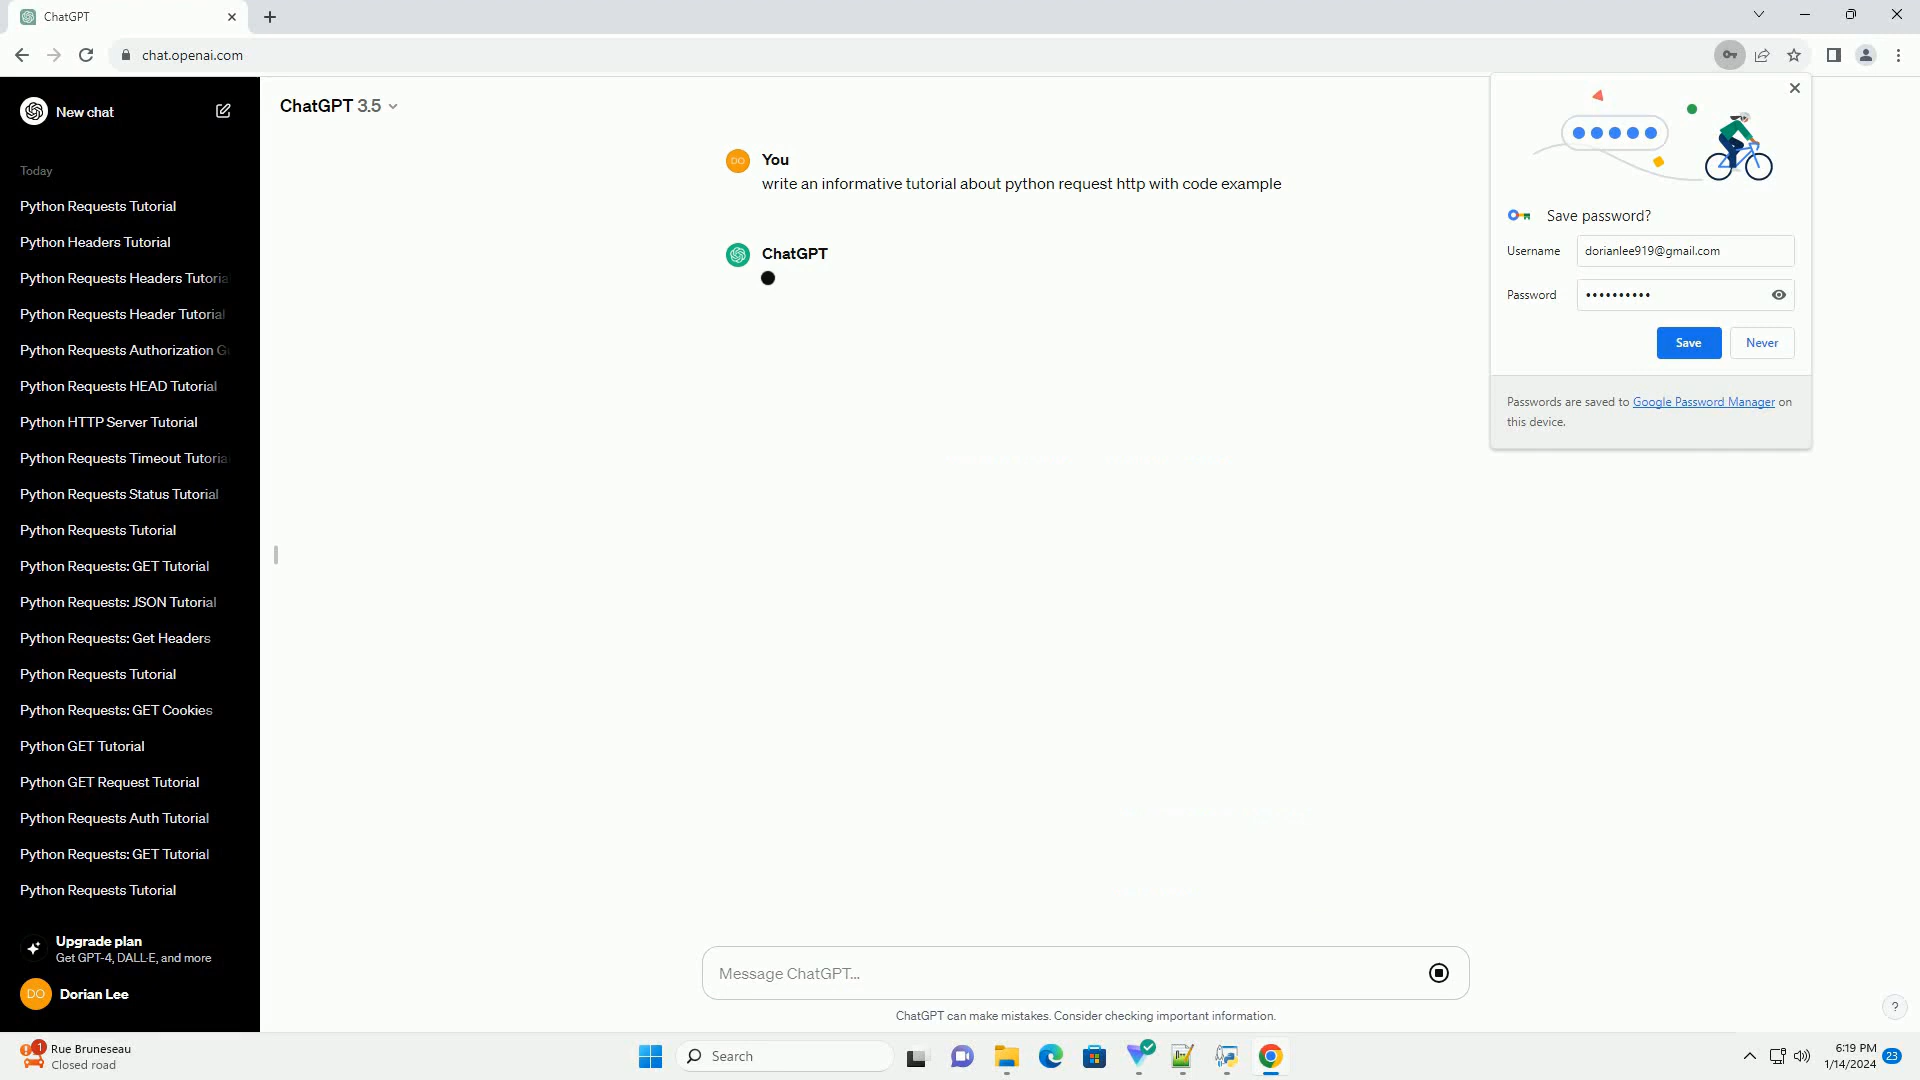 ChatGPT
chat.openai.com
New chat
Today
Python Requests Tutorial
Python Headers Tutorial
Python Requests Headers Tutoria
Python Requests Header Tutorial
Python Requests Authorization G
Python Requests HEAD Tutorial
Python HTTP Server Tutorial
Python Requests Timeout Tutoria
Python Requests Status Tutorial
Python Requests Tutorial
Python Requests: GET Tutorial
Python Requests: JSON Tutorial
Python Requests: Get Headers
Python Requests Tutorial
Python Requests: GET Cookies
Python GET Tutorial
Python GET Request Tutorial
Python Requests Auth Tutorial
Python Requests: GET Tutorial
Python Requests Tutorial
Upgrade plan
Get GPT-4, DALL·E, and more
DO Dorian Lee
ChatGPT 3.5
DO You
write an informative tutorial about python request http with code example
ChatGPT
Save password?
Username dorianlee919@gmail.com
Password ••••••••••
Save Never
Passwords are saved to Google Password Manager on
this device.
Message ChatGPT...
ChatGPT can make mistakes. Consider checking important information.
?
1 Rue Bruneseau
Closed road
Search
6:19 PM
1/14/2024
23